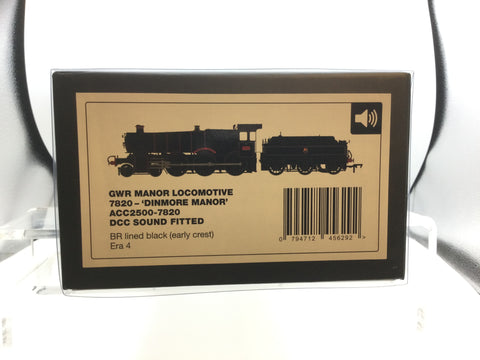 GWR MANOR LOCOMOTIVE
7820 – ‘DINMORE MANOR’
ACC2500-7820
DCC SOUND FITTED
BR lined black (early crest)
Era 4
0 794712 456292 >